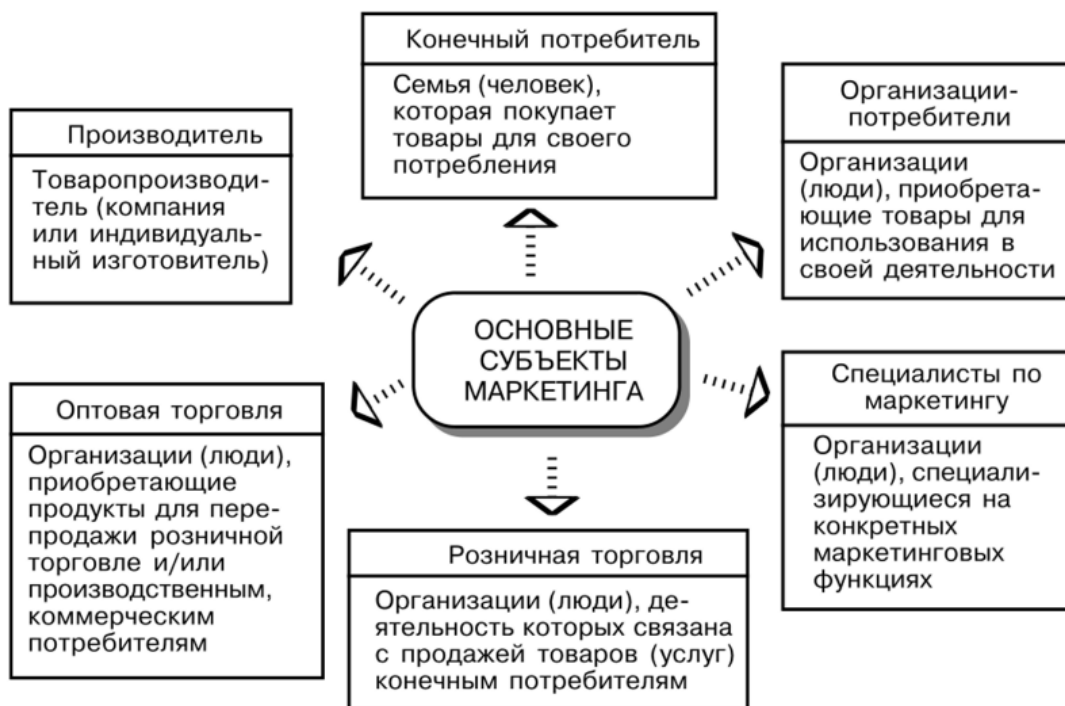 Конечный потребитель
Семья (человек),
которая покупает
товары для своего
потребления
Производитель
Товаропроизводи-
тель (компания
или индивидуаль-
ный изготовитель)
Организации-
потребители
Организации
(люди), приобрета-
ющие товары для
использования в
своей деятельности
ОСНОВНЫЕ
СУБЪЕКТЫ
МАРКЕТИНГА
Оптовая торговля
Организации (люди),
приобретающие
продукты для пере-
продажи розничной
торговле и/или
производственным,
коммерческим
потребителям
Специалисты по
маркетингу
Организации
(люди), специали-
зирующиеся на
конкретных
маркетинговых
функциях
Розничная торговля
Организации (люди), де-
ятельность которых связана
с продажей товаров (услуг)
конечным потребителям